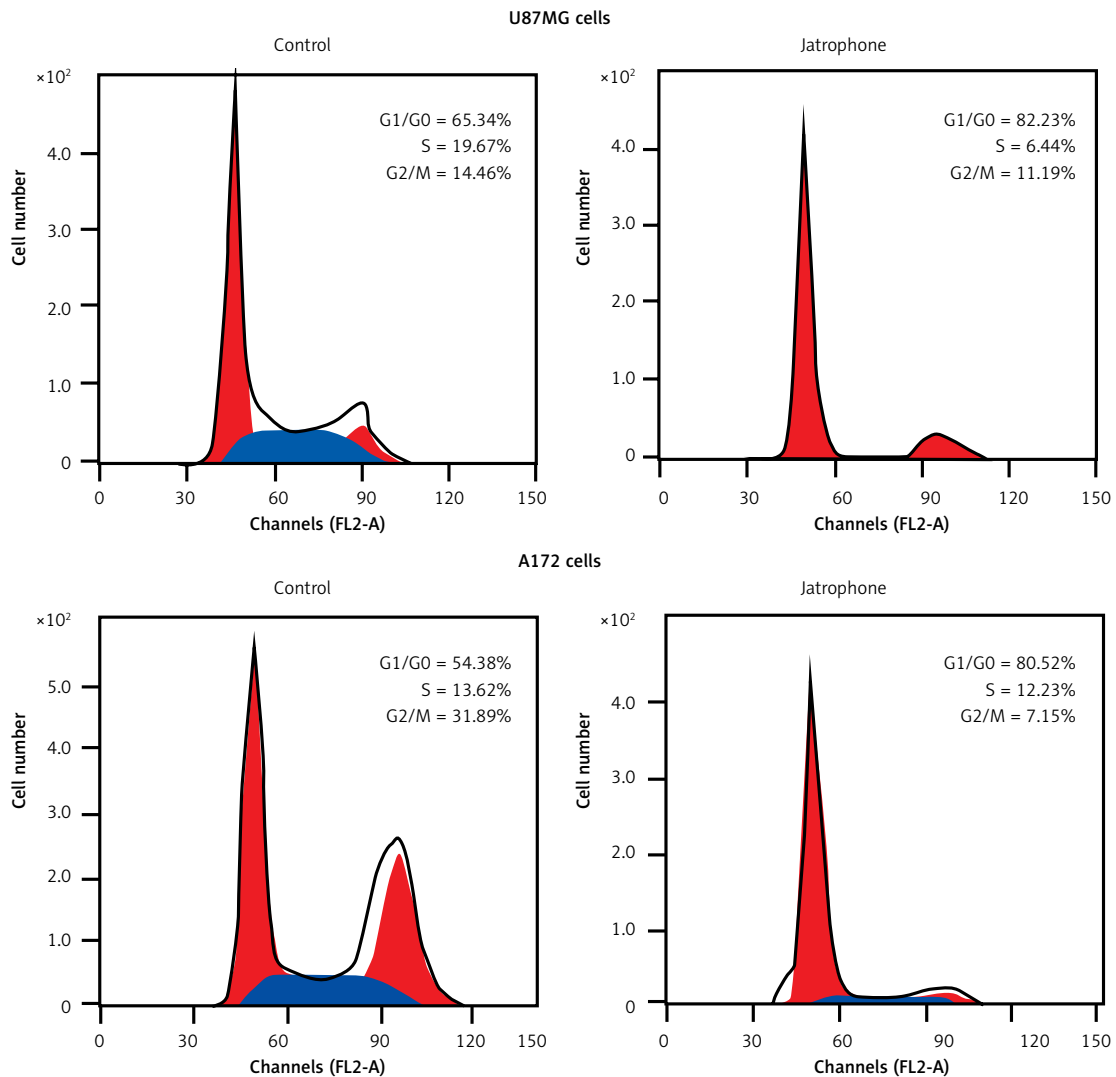 U87MG cells
Control
×10²
G1/G0 = 65.34%
S = 19.67%
G2/M = 14.46%
Cell number
4.0
3.0
2.0
1.0
0
0 30 60 90 120 150
Channels (FL2-A)
Jatrophone
×10²
G1/G0 = 82.23%
S = 6.44%
G2/M = 11.19%
Cell number
4.0
3.0
2.0
1.0
0
0 30 60 90 120 150
Channels (FL2-A)
A172 cells
Control
×10²
G1/G0 = 54.38%
S = 13.62%
G2/M = 31.89%
Cell number
5.0
4.0
3.0
2.0
1.0
0
0 30 60 90 120 150
Channels (FL2-A)
Jatrophone
×10²
G1/G0 = 80.52%
S = 12.23%
G2/M = 7.15%
Cell number
4.0
3.0
2.0
1.0
0
0 30 60 90 120 150
Channels (FL2-A)